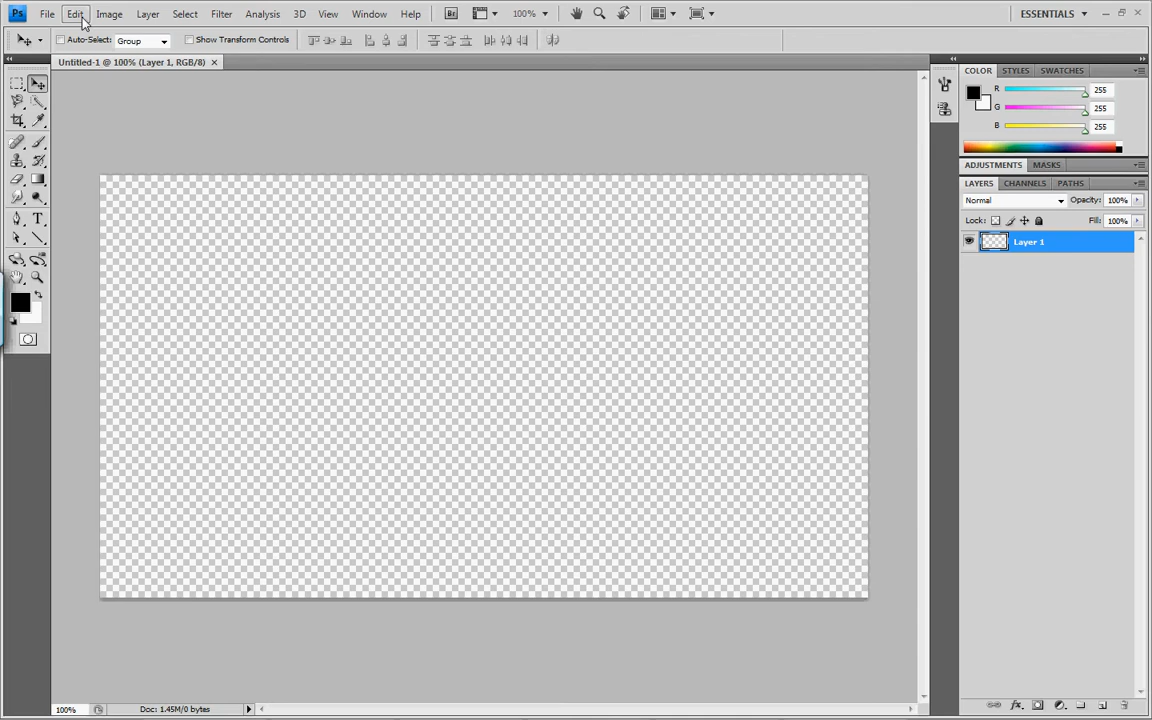 Ps File Edit Image Layer Select Filter Analysis 3D View Window Help Br 100% ESSENTIALS
Auto-Select: Group Show Transform Controls
Untitled-1 @ 100% (Layer 1, RGB/8)
COLOR STYLES SWATCHES
R 255
G 255
B 255
ADJUSTMENTS MASKS
LAYERS CHANNELS PATHS
Normal Opacity: 100%
Lock: Fill: 100%
Layer 1
T
fx
100% Doc: 1.45M/0 bytes